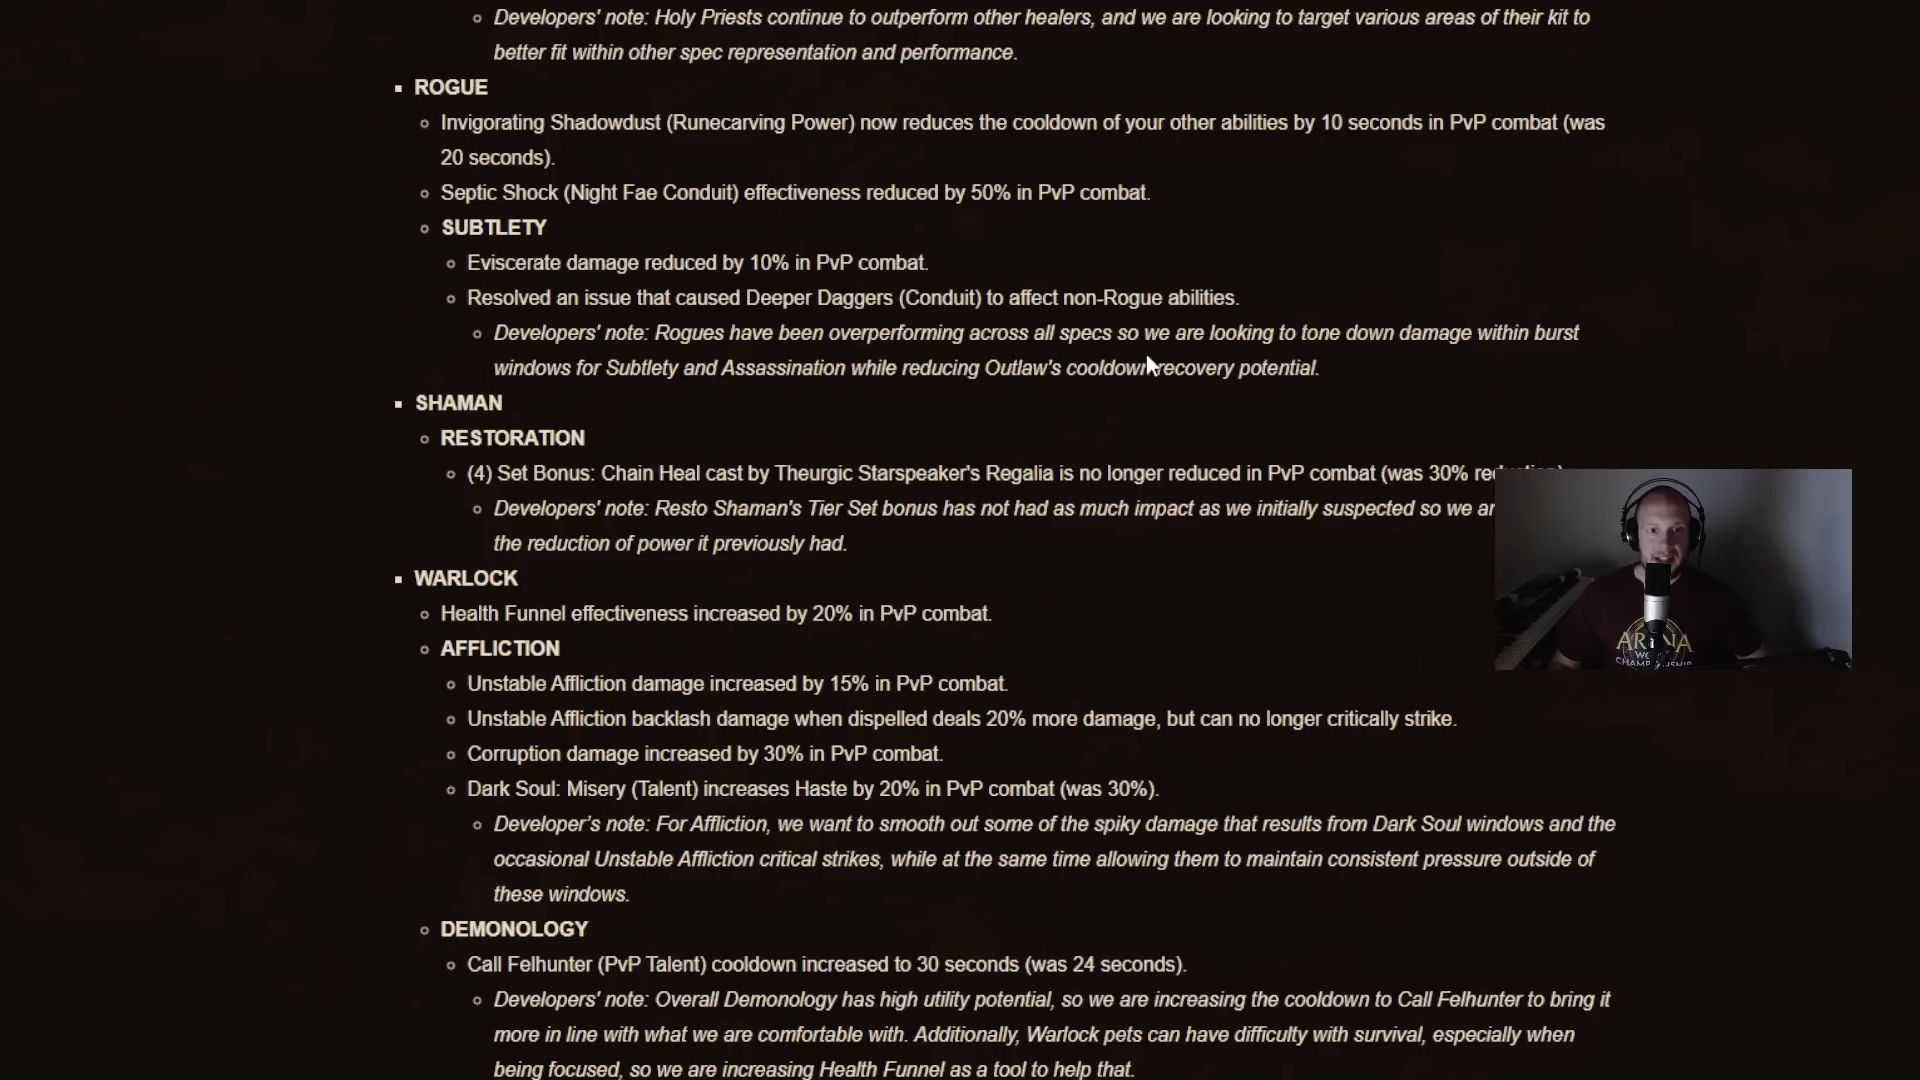 Developers' note: Holy Priests continue to outperform other healers, and we are looking to target various areas of their kit to
better fit within other spec representation and performance.
ROGUE
Invigorating Shadowdust (Runecarving Power) now reduces the cooldown of your other abilities by 10 seconds in PvP combat (was
20 seconds).
Septic Shock (Night Fae Conduit) effectiveness reduced by 50% in PvP combat.
SUBTLETY
Eviscerate damage reduced by 10% in PvP combat.
Resolved an issue that caused Deeper Daggers (Conduit) to affect non-Rogue abilities.
Developers' note: Rogues have been overperforming across all specs so we are looking to tone down damage within burst
windows for Subtlety and Assassination while reducing Outlaw's cooldown recovery potential.
SHAMAN
RESTORATION
(4) Set Bonus: Chain Heal cast by Theurgic Starspeaker's Regalia is no longer reduced in PvP combat (was 30%
Developers' note: Resto Shaman's Tier Set bonus has not had as much impact as we initially suspected so we
the reduction of power it previously had.
WARLOCK
Health Funnel effectiveness increased by 20% in PvP combat.
AFFLICTION
ARENA
Unstable Affliction damage increased by 15% in PvP combat.
CHAMPIONSHIP
Unstable Affliction backlash damage when dispelled deals 20% more damage, but can no longer critically strike.
Corruption damage increased by 30% in PvP combat.
Dark Soul: Misery (Talent) increases Haste by 20% in PvP combat (was 30%).
Developer's note: For Affliction, we want to smooth out some of the spiky damage that results from Dark Soul windows and the
occasional Unstable Affliction critical strikes, while at the same time allowing them to maintain consistent pressure outside of
these windows.
DEMONOLOGY
Call Felhunter (PvP Talent) cooldown increased to 30 seconds (was 24 seconds).
Developers' note: Overall Demonology has high utility potential, so we are increasing the cooldown to Call Felhunter to bring it
more in line with what we are comfortable with. Additionally, Warlock pets can have difficulty with survival, especially when
being focused, so we are increasing Health Funnel as a tool to help that.